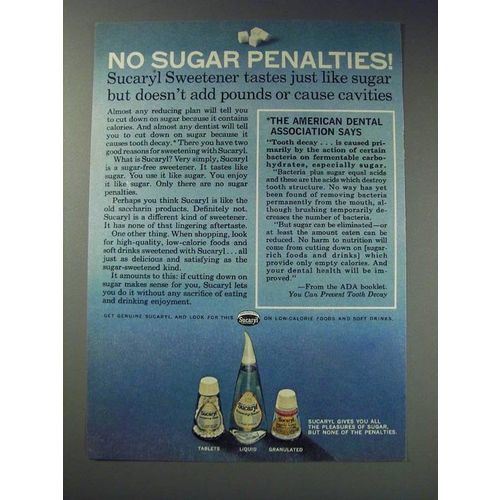 NO SUGAR PENALTIES!
Sucaryl Sweetener tastes just like sugar
but doesn't add pounds or cause cavities
Almost any reducing plan will tell you
to cut down on sugar because it contains
calories. And almost any dentist will tell
you to cut down on sugar because it
causes tooth decay.* There you have two
good reasons for sweetening with Sucaryl.
What is Sucaryl? Very simply, Sucaryl
is a sugar-free sweetener. It tastes like
sugar. You use it like sugar. You enjoy
it like sugar. Only there are no sugar
penalties.
Perhaps you think Sucaryl is like the
old saccharin products. Definitely not.
Sucaryl is a different kind of sweetener.
It has none of that lingering aftertaste.
One other thing. When shopping, look
for high-quality, low-calorie foods and
soft drinks sweetened with Sucaryl...all
just as delicious and satisfying as the
sugar-sweetened kind.
It amounts to this: if cutting down on
sugar makes sense for you, Sucaryl lets
you do it without any sacrifice of eating
and drinking enjoyment.
*THE AMERICAN DENTAL
ASSOCIATION SAYS
"Tooth decay ... is caused pri-
marily by the action of certain
bacteria on fermentable carbo-
hydrates, especially sugar.
"Bacteria plus sugar equal acids
and these are the acids which destroy
tooth structure. No way has yet
been found of removing bacteria
permanently from the mouth, al-
though brushing temporarily de-
creases the number of bacteria.
"But sugar can be eliminated—or
at least the amount eaten can be
reduced. No harm to nutrition will
come from cutting down on [sugar-
rich foods and drinks] which
provide only empty calories. And
your dental health will be im-
proved."
—From the ADA booklet,
You Can Prevent Tooth Decay
GET GENUINE SUCARYL, AND LOOK FOR THIS Sucaryl ON LOW-CALORIE FOODS AND SOFT DRINKS.
Sucaryl
Sucaryl
Sucaryl
SUCARYL GIVES YOU ALL
THE PLEASURES OF SUGAR,
BUT NONE OF THE PENALTIES.
TABLETS LIQUID GRANULATED